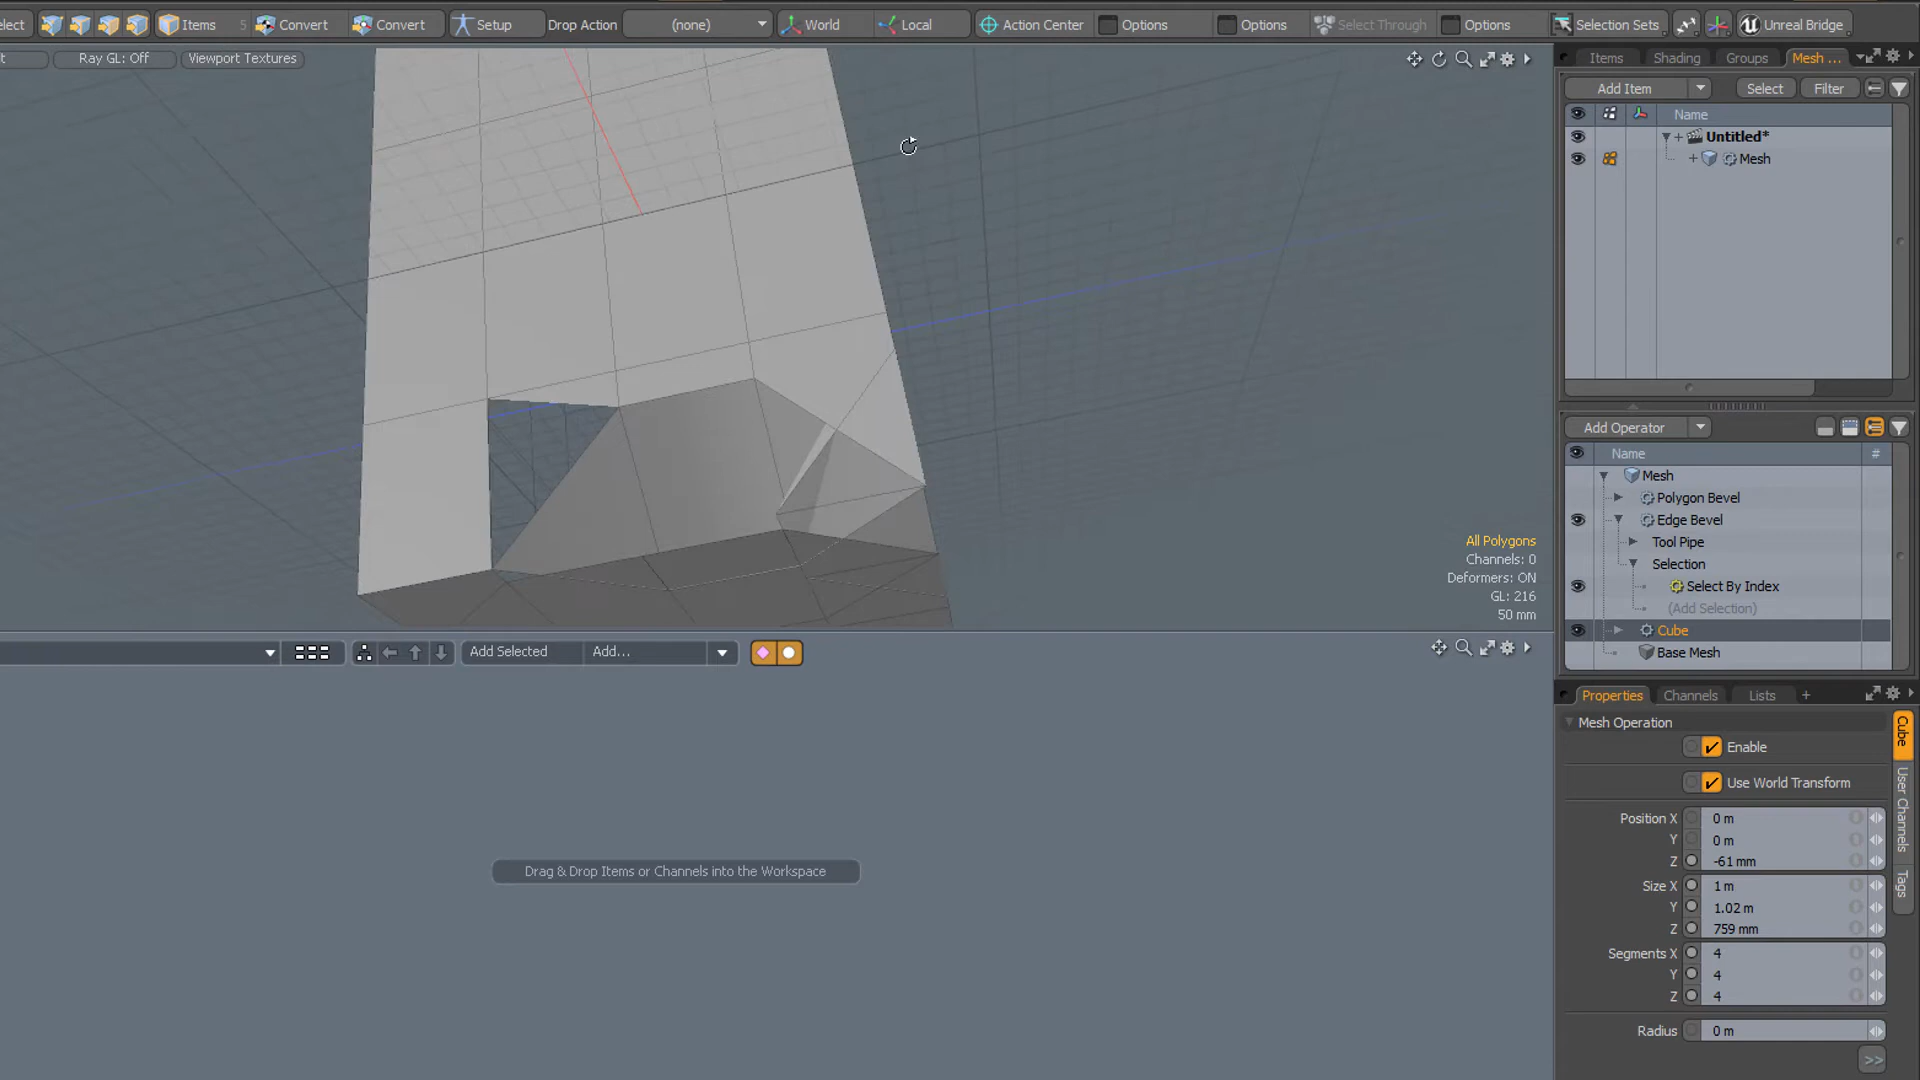 elect
Items 5
Convert
Convert
Setup
Drop Action
(none)
World
Local
Action Center
Options
Options
Select Through
Options
Selection Sets
Unreal Bridge
t
Ray GL: Off
Viewport Textures
Items
Shading
Groups
Mesh ...
Add Item
Select
Filter
Name
Untitled*
Mesh
All Polygons
Channels: 0
Deformers: ON
GL: 216
50 mm
Add Operator
Name #
Mesh
Polygon Bevel
Edge Bevel
Tool Pipe
Selection
Select By Index
(Add Selection)
Cube
Base Mesh
Add Selected
Add...
Drag & Drop Items or Channels into the Workspace
Properties
Channels
Lists
+
Mesh Operation
Enable
Use World Transform
Position X 0 m
Y 0 m
Z -61 mm
Size X 1 m
Y 1.02 m
Z 759 mm
Segments X 4
Y 4
Z 4
Radius 0 m
>>
Cube
User Channels
Tags